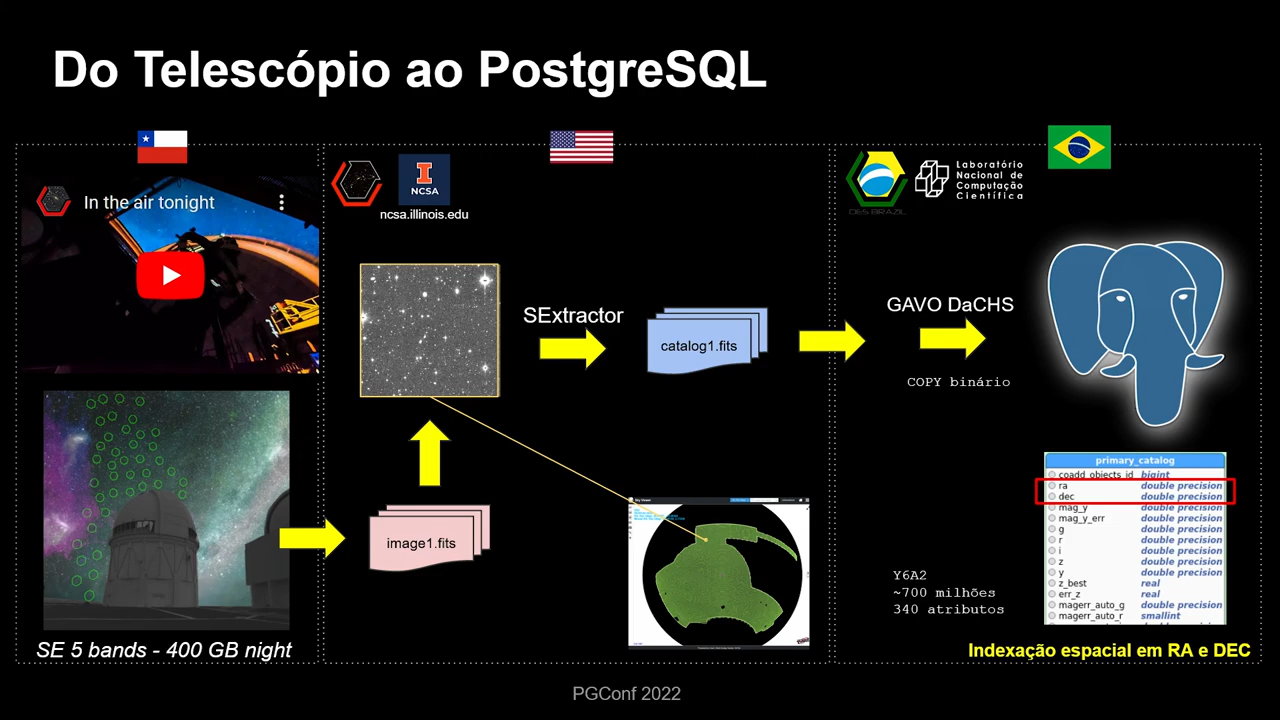 Do Telescópio ao PostgreSQL
In the air tonight
SE 5 bands - 400 GB night
I
NCSA
ncsa.illinois.edu
SExtractor
catalog1.fits
image1.fits
DES BRAZIL
Laboratório
Nacional de
Computação
Científica
GAVO DaCHS
COPY binário
primary_catalog
coadd_objects_id bigint
ra double precision
dec double precision
mag_y double precision
mag_y_err double precision
g double precision
r double precision
i double precision
z double precision
y double precision
z_best real
err_z real
magerr_auto_g double precision
magerr_auto_r smallint
Y6A2
~700 milhões
340 atributos
Indexação espacial em RA e DEC
PGConf 2022